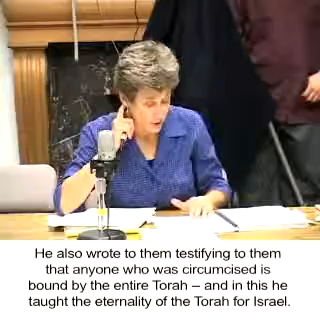 He also wrote to them testifying to them
that anyone who was circumcised is
bound by the entire Torah – and in this he
taught the eternality of the Torah for Israel.